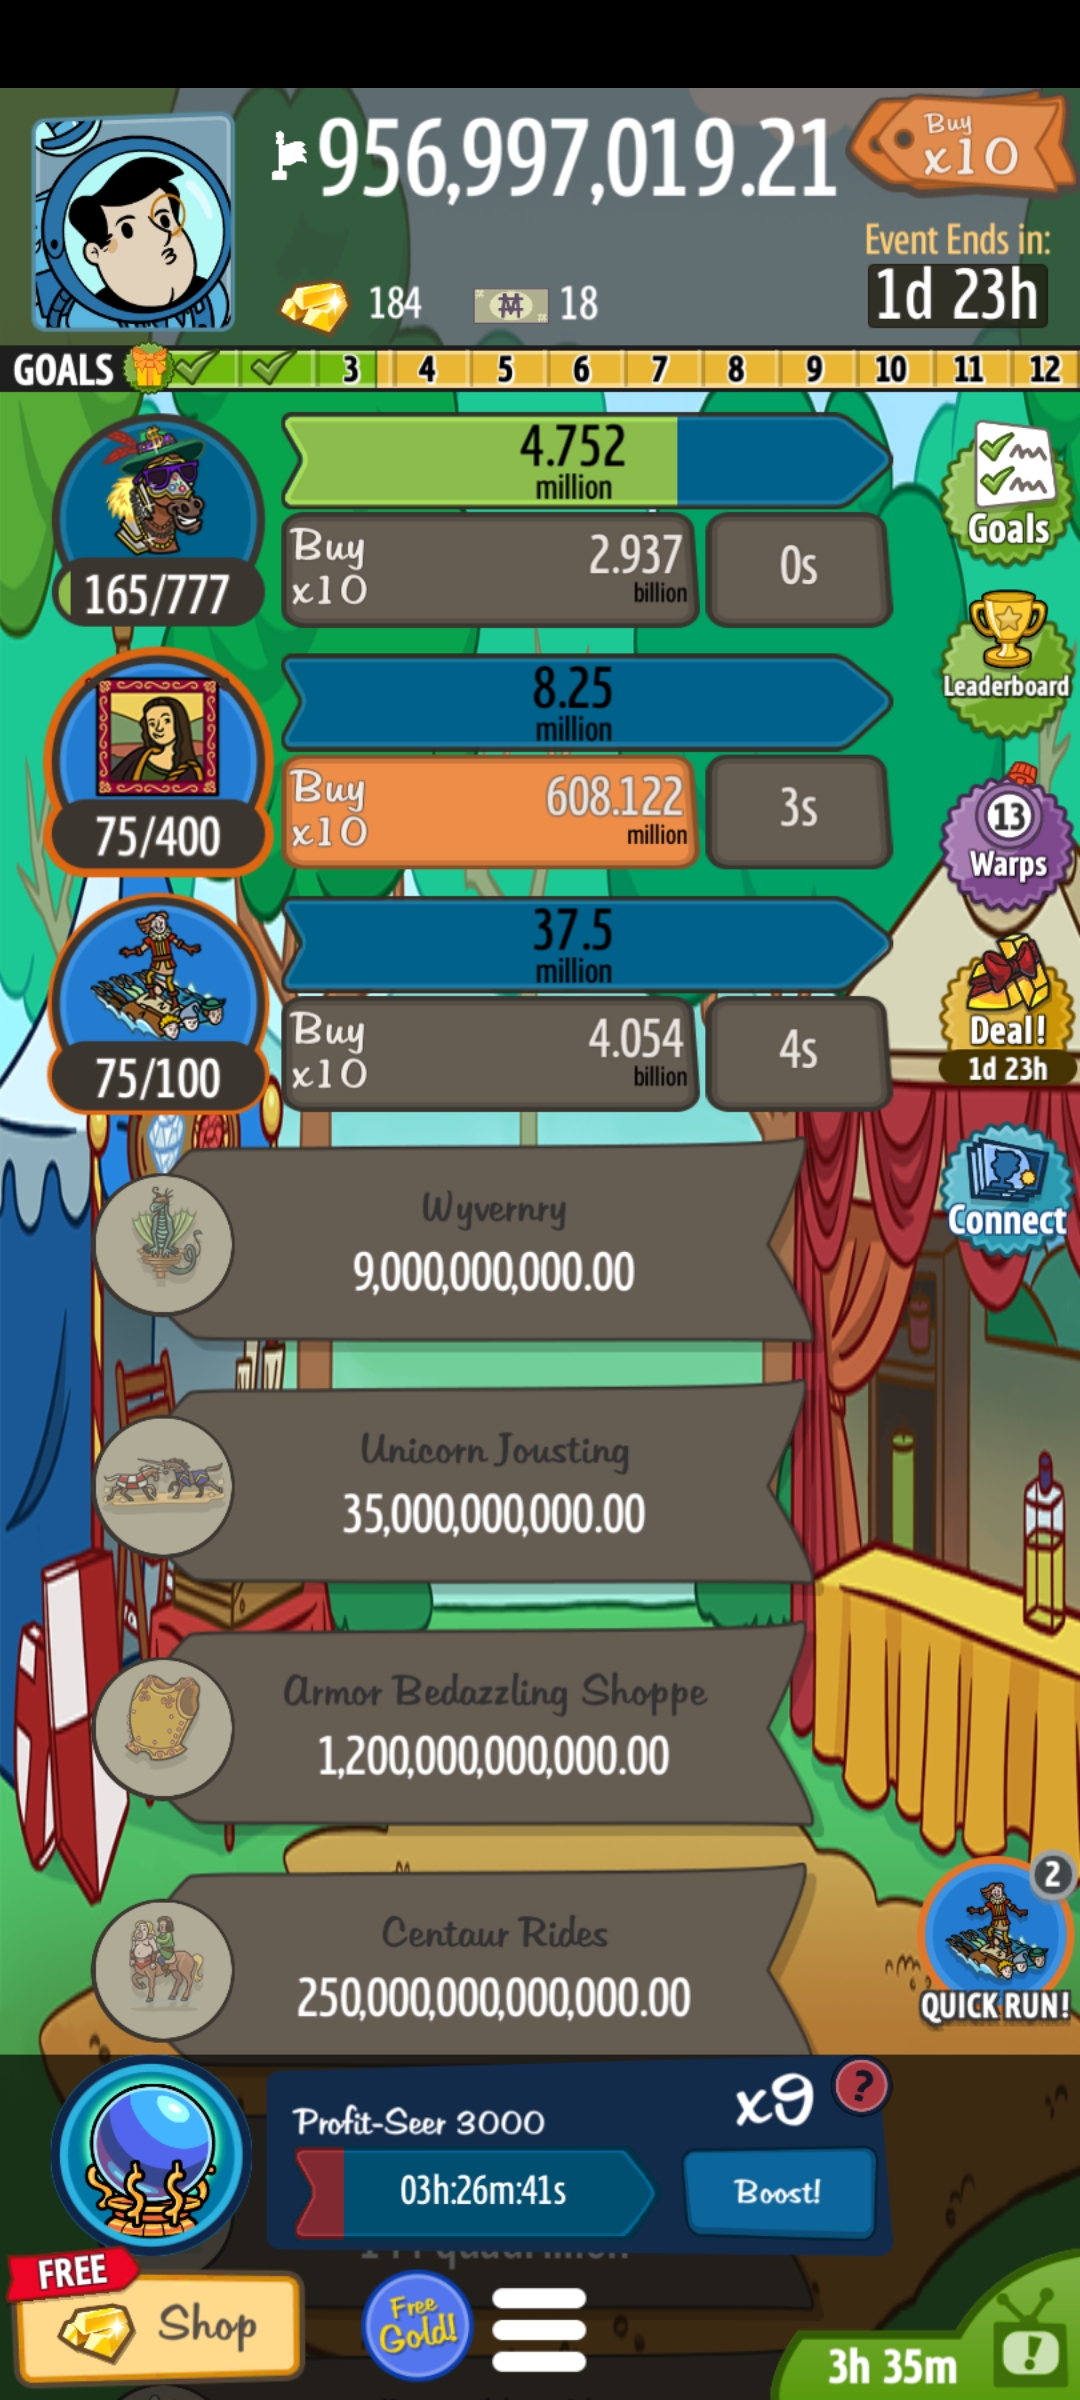 956,997,019.21
Buy
x10
Event Ends in:
184
18
1d 23h
GOALS 3 4 5 6 7 8 9 10 11 12
4.752
million
Goals
Buy
x10
2.937
billion
0s
165/777
8.25
million
Leaderboard
Buy
x10
608.122
million
3s
75/400
13
Warps
37.5
million
Buy
x10
4.054
billion
4s
75/100
Deal!
1d 23h
Wyvernry
9,000,000,000.00
Connect
Unicorn Jousting
35,000,000,000.00
Armor Bedazzling Shoppe
1,200,000,000,000.00
Centaur Rides
250,000,000,000,000.00
2
QUICK RUN!
Profit-Seer 3000
x9
?
03h:26m:41s
Boost!
FREE
Shop
Free
Gold!
3h 35m
!